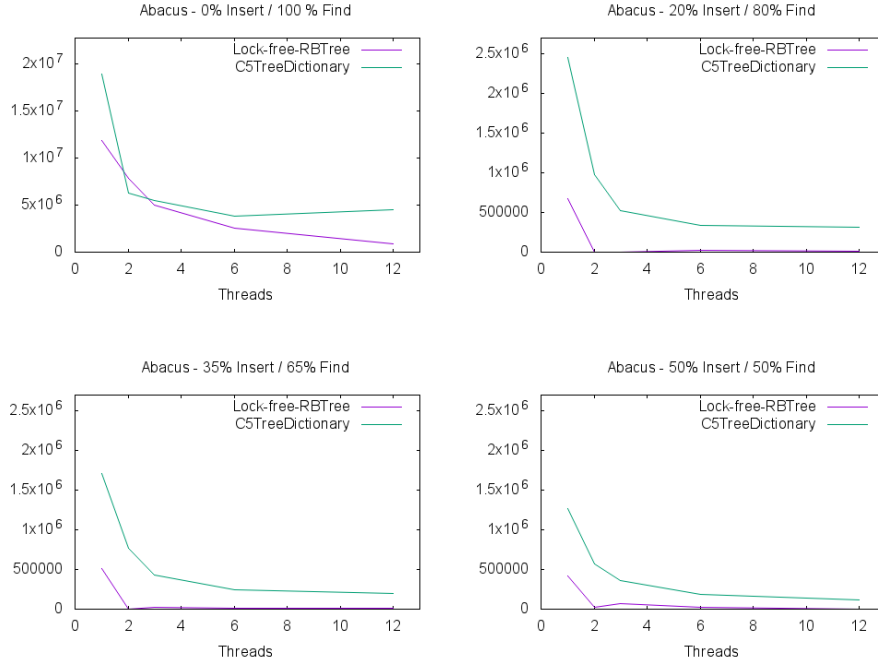 Abacus - 0% Insert / 100 % Find
Lock-free-RBTree
C5TreeDictionary
2x10^7
1.5x10^7
1x10^7
5x10^6
0
0 2 4 6 8 10 12
Threads
Abacus - 20% Insert / 80% Find
Lock-free-RBTree
C5TreeDictionary
2.5x10^6
2x10^6
1.5x10^6
1x10^6
500000
0
0 2 4 6 8 10 12
Threads
Abacus - 35% Insert / 65% Find
Lock-free-RBTree
C5TreeDictionary
2.5x10^6
2x10^6
1.5x10^6
1x10^6
500000
0
0 2 4 6 8 10 12
Threads
Abacus - 50% Insert / 50% Find
Lock-free-RBTree
C5TreeDictionary
2.5x10^6
2x10^6
1.5x10^6
1x10^6
500000
0
0 2 4 6 8 10 12
Threads